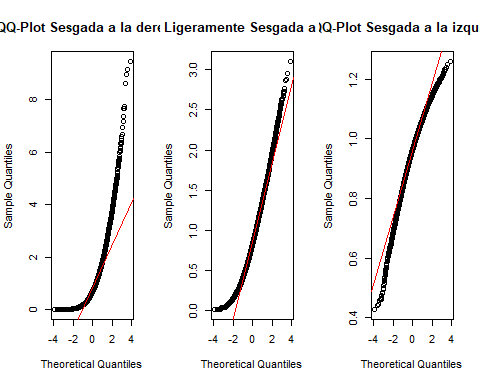 QQ-Plot Sesgada a la dere
Ligeramente Sesgada a
QQ-Plot Sesgada a la izqu
Sample Quantiles
0 2 4 6 8
-4 -2 0 2 4
Theoretical Quantiles
Sample Quantiles
0.0 0.5 1.0 1.5 2.0 2.5 3.0
-4 -2 0 2 4
Theoretical Quantiles
Sample Quantiles
0.4 0.6 0.8 1.0 1.2
-4 -2 0 2 4
Theoretical Quantiles